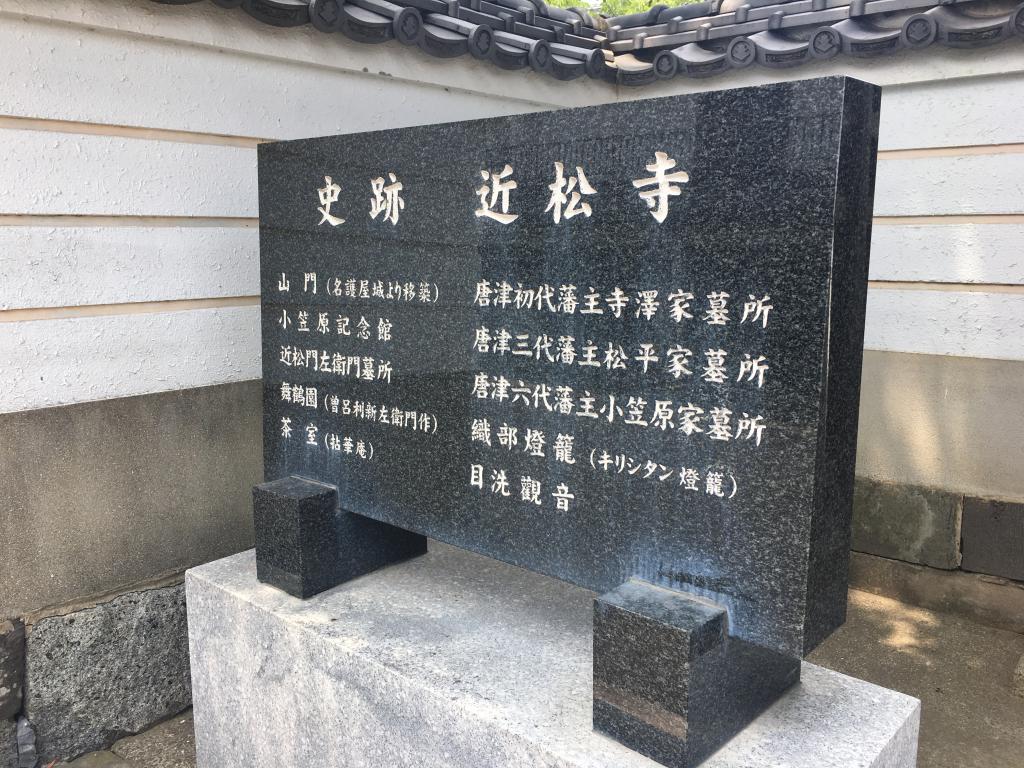 史跡 近松寺
山門(名護屋城より移築)
小笠原記念館
近松門左衛門墓所
舞鶴園(曾呂利新左衛門作)
茶室(拈華庵)
唐津初代藩主寺澤家墓所
唐津三代藩主松平家墓所
唐津六代藩主小笠原家墓所
織部燈籠(キリシタン燈籠)
目洗觀音